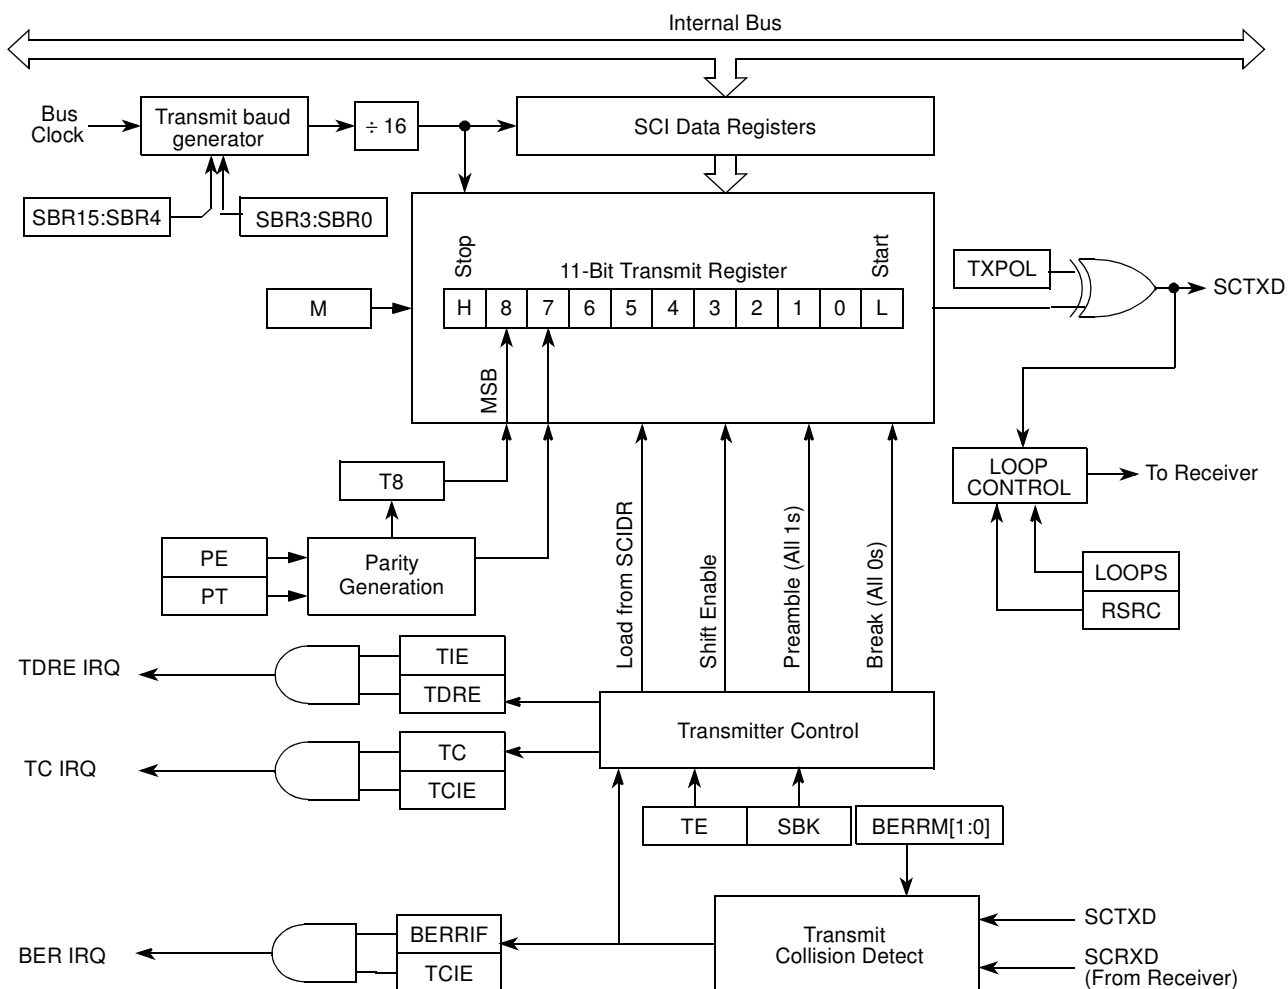 Internal Bus
Bus
Clock
Transmit baud
generator
÷ 16
SCI Data Registers
SBR15:SBR4
SBR3:SBR0
Stop
11-Bit Transmit Register
Start
H 8 7 6 5 4 3 2 1 0 L
M
MSB
TXPOL
SCTXD
LOOP
CONTROL
To Receiver
LOOPS
RSRC
T8
PE
PT
Parity
Generation
Load from SCIDR
Shift Enable
Preamble (All 1s)
Break (All 0s)
TDRE IRQ
TIE
TDRE
Transmitter Control
TC IRQ
TC
TCIE
TE
SBK
BERRM[1:0]
BER IRQ
BERRIF
TCIE
Transmit
Collision Detect
SCTXD
SCRXD
(From Receiver)